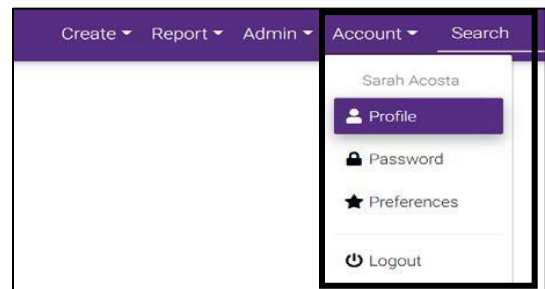 Create Report Admin Account Search
Sarah Acosta
Profile
Password
Preferences
Logout